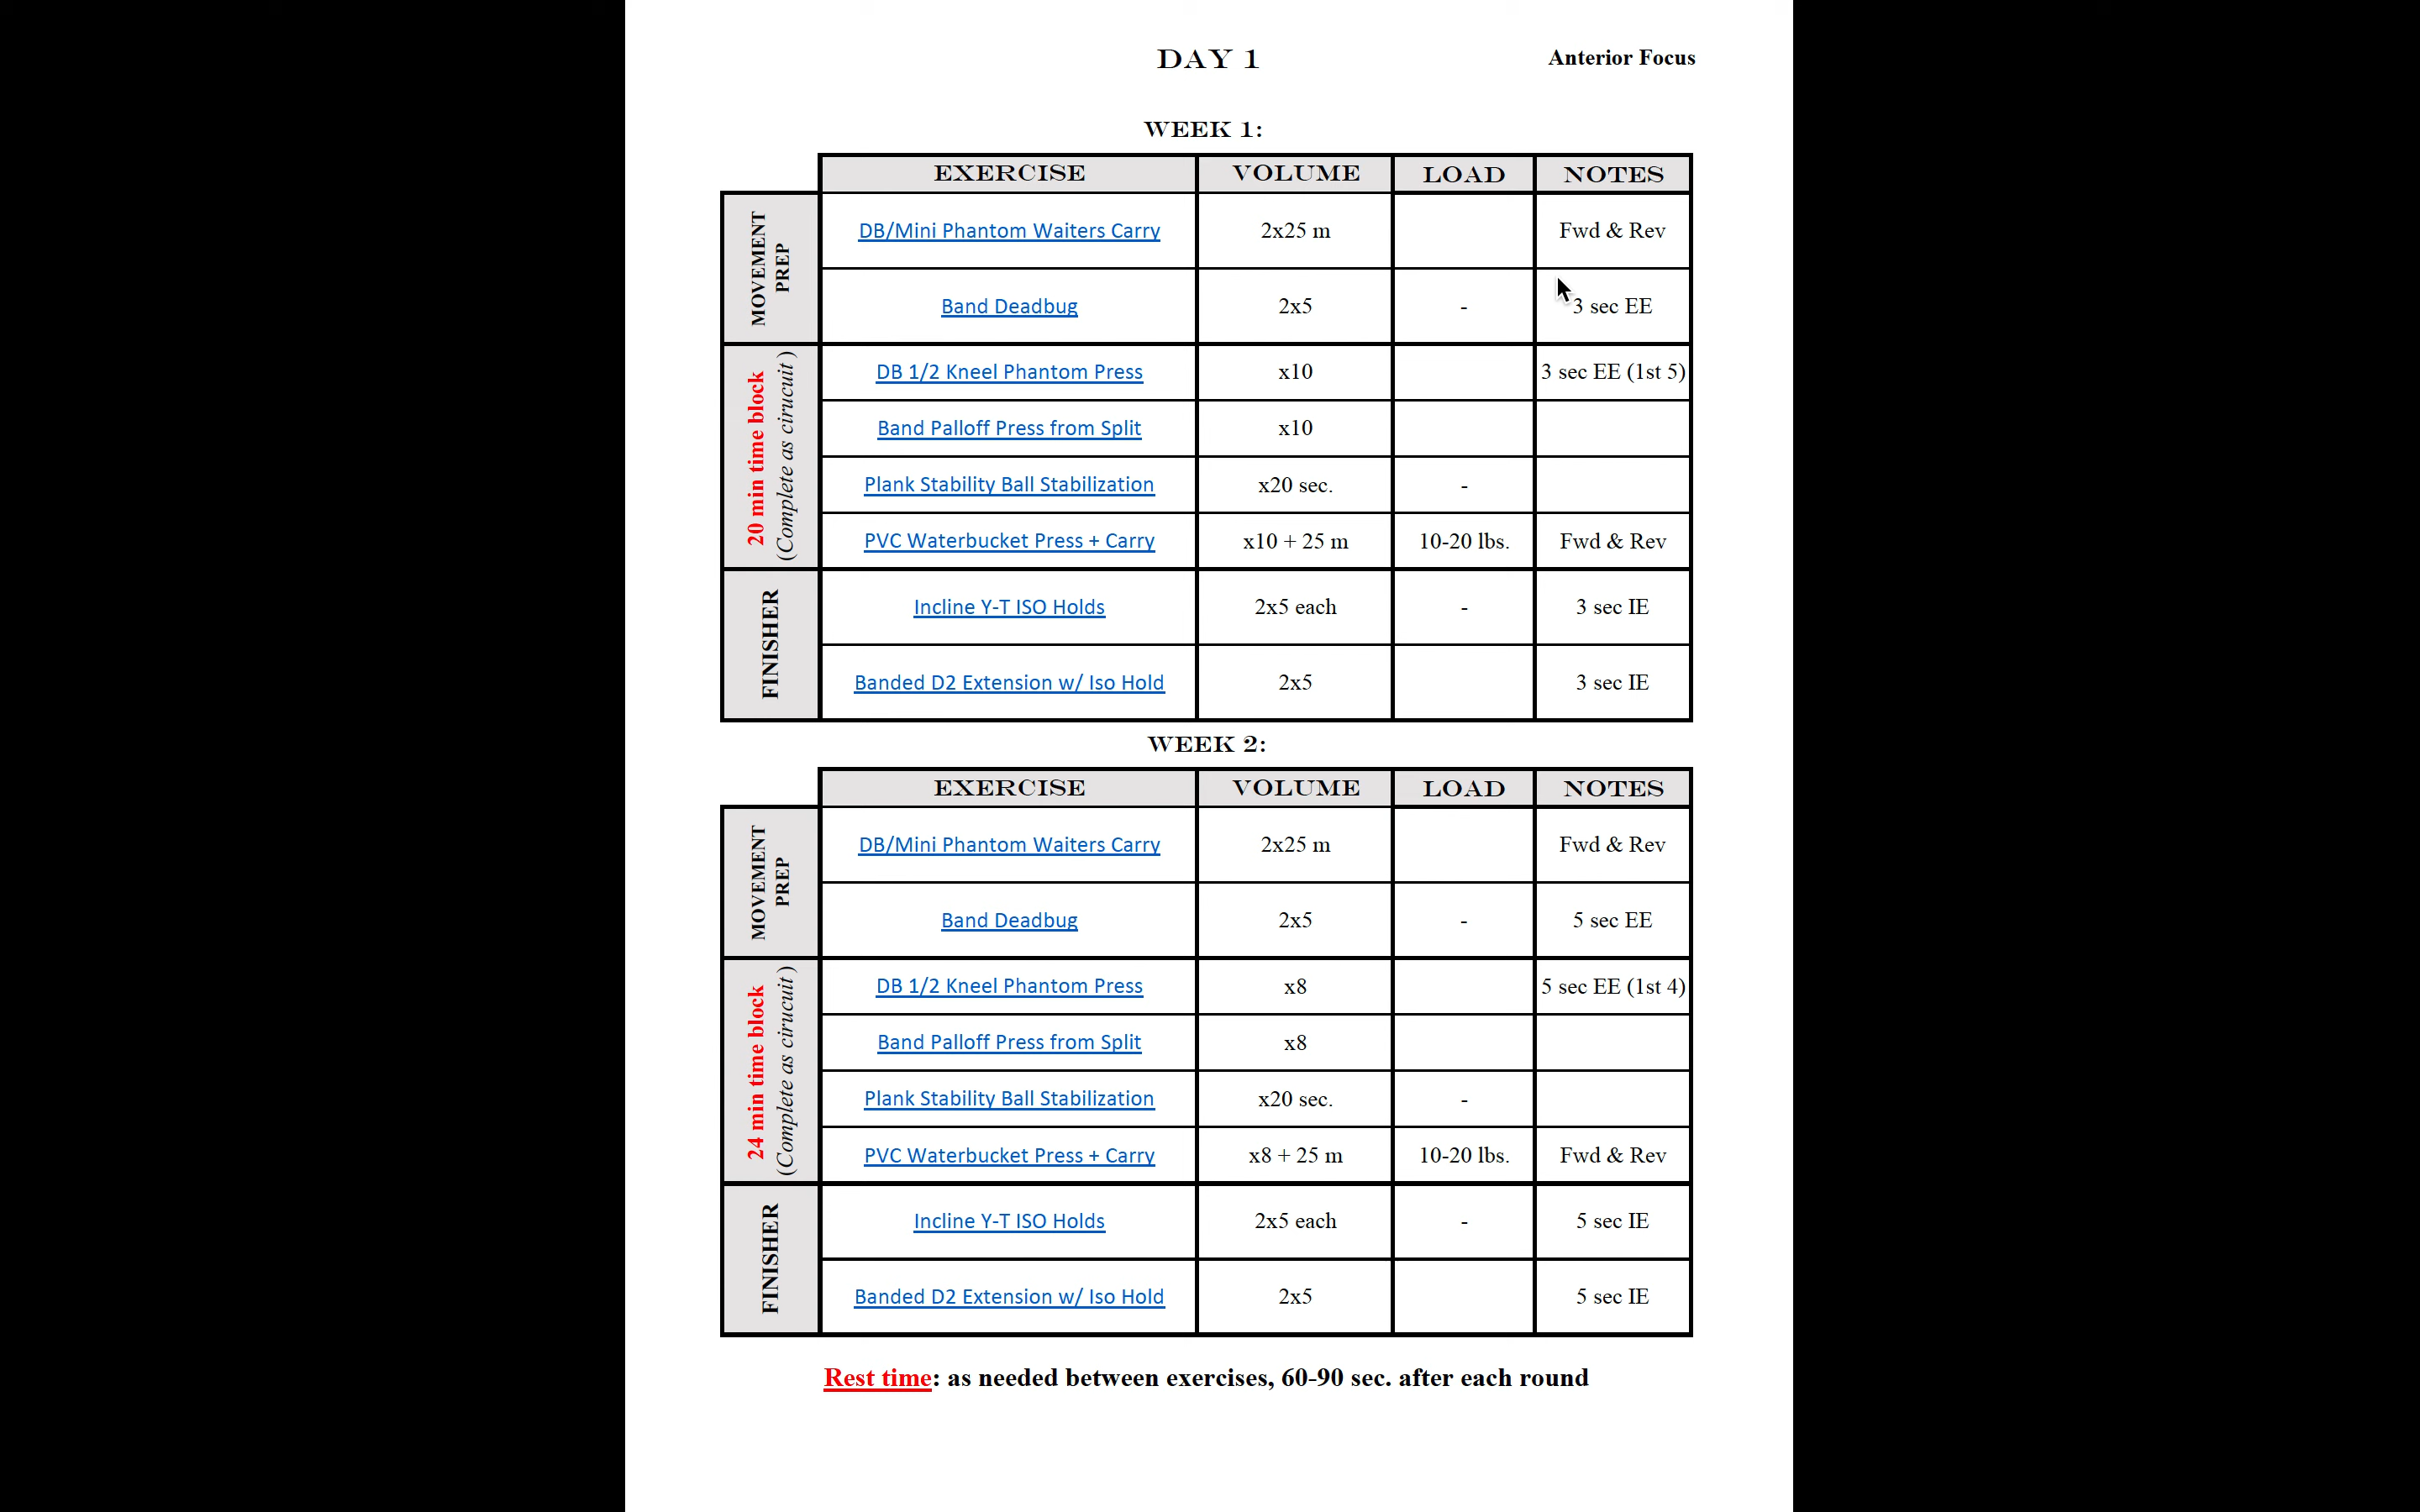 DAY 1
Anterior Focus
WEEK 1:
EXERCISE VOLUME LOAD NOTES
MOVEMENT
PREP
DB/Mini Phantom Waiters Carry 2x25 m Fwd & Rev
Band Deadbug 2x5 - 3 sec EE
20 min time block
(Complete as cirucuit)
DB 1/2 Kneel Phantom Press x10 3 sec EE (1st 5)
Band Palloff Press from Split x10
Plank Stability Ball Stabilization x20 sec. -
PVC Waterbucket Press + Carry x10 + 25 m 10-20 lbs. Fwd & Rev
FINISHER
Incline Y-T ISO Holds 2x5 each - 3 sec IE
Banded D2 Extension w/ Iso Hold 2x5 3 sec IE
WEEK 2:
EXERCISE VOLUME LOAD NOTES
MOVEMENT
PREP
DB/Mini Phantom Waiters Carry 2x25 m Fwd & Rev
Band Deadbug 2x5 - 5 sec EE
24 min time block
(Complete as cirucuit)
DB 1/2 Kneel Phantom Press x8 5 sec EE (1st 4)
Band Palloff Press from Split x8
Plank Stability Ball Stabilization x20 sec. -
PVC Waterbucket Press + Carry x8 + 25 m 10-20 lbs. Fwd & Rev
FINISHER
Incline Y-T ISO Holds 2x5 each - 5 sec IE
Banded D2 Extension w/ Iso Hold 2x5 5 sec IE
Rest time: as needed between exercises, 60-90 sec. after each round